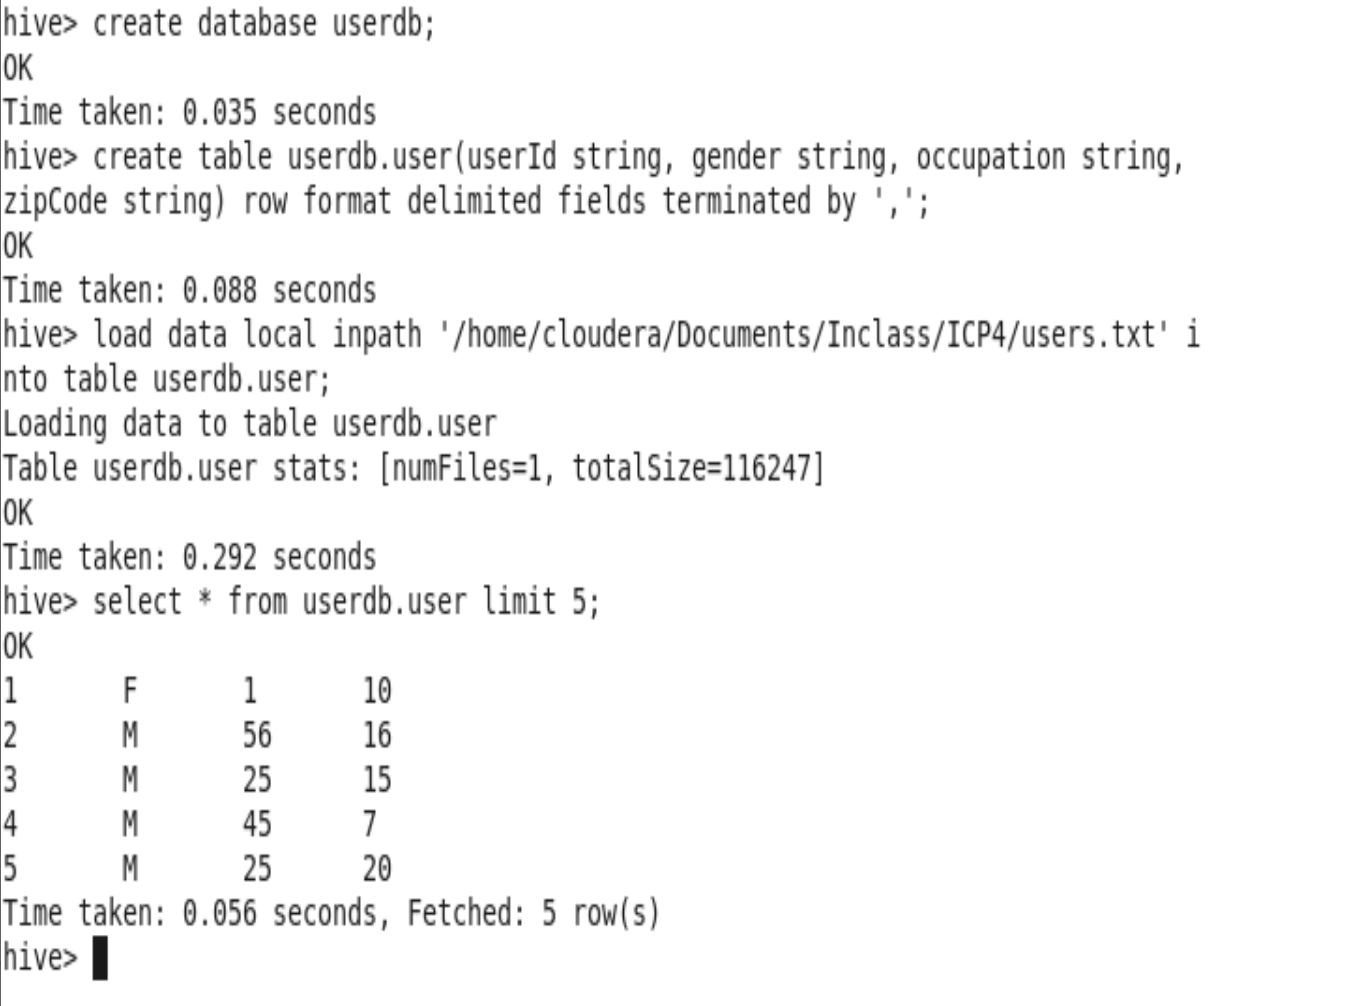 hive> create database userdb;
OK
Time taken: 0.035 seconds
hive> create table userdb.user(userId string, gender string, occupation string,
zipCode string) row format delimited fields terminated by ',';
OK
Time taken: 0.088 seconds
hive> load data local inpath '/home/cloudera/Documents/Inclass/ICP4/users.txt' i
nto table userdb.user;
Loading data to table userdb.user
Table userdb.user stats: [numFiles=1, totalSize=116247]
OK
Time taken: 0.292 seconds
hive> select * from userdb.user limit 5;
OK
1 F 1 10
2 M 56 16
3 M 25 15
4 M 45 7
5 M 25 20
Time taken: 0.056 seconds, Fetched: 5 row(s)
hive>